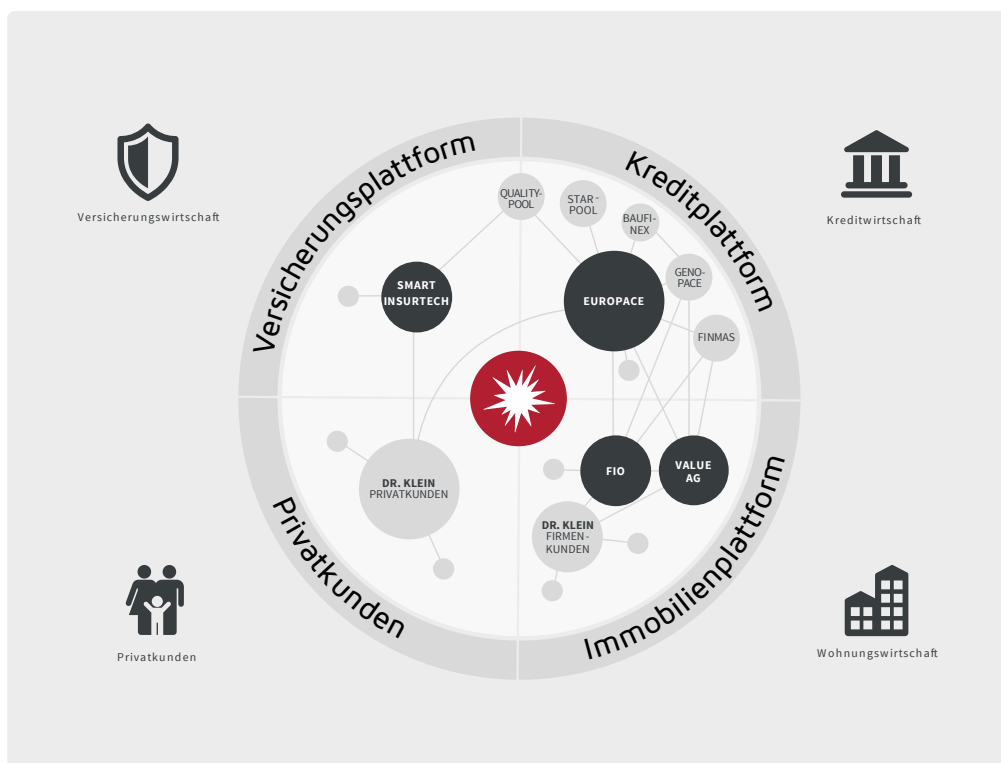 Versicherungswirtschaft
Kreditwirtschaft
Versicherungsplattform
Kreditplattform
QUALITY-
POOL
STAR-
POOL
BAUFI-
NEX
GENO-
PACE
SMART
INSURTECH
EUROPACE
FINMAS
DR. KLEIN
PRIVATKUNDEN
FIO
VALUE
AG
DR. KLEIN
FIRMEN-
KUNDEN
Privatkunden
Immobilienplattform
Privatkunden
Wohnungswirtschaft